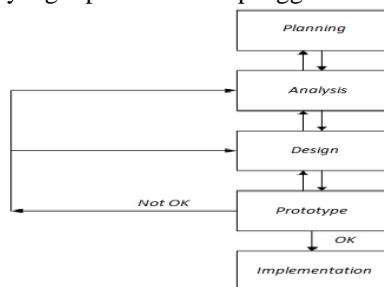 Planning
Analysis
Design
Not OK
Prototype
OK
Implementation